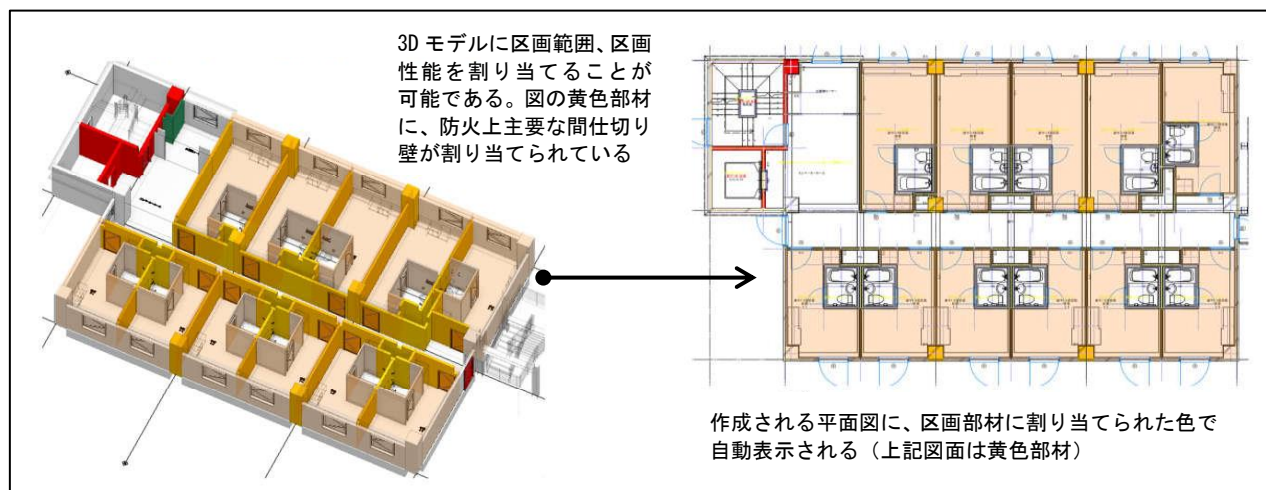 3D モデルに区画範囲、区画
性能を割り当てることが
可能である。図の黄色部材
に、防火上主要な間仕切り
壁が割り当てられている
作成される平面図に、区画部材に割り当てられた色で
自動表示される（上記図面は黄色部材）